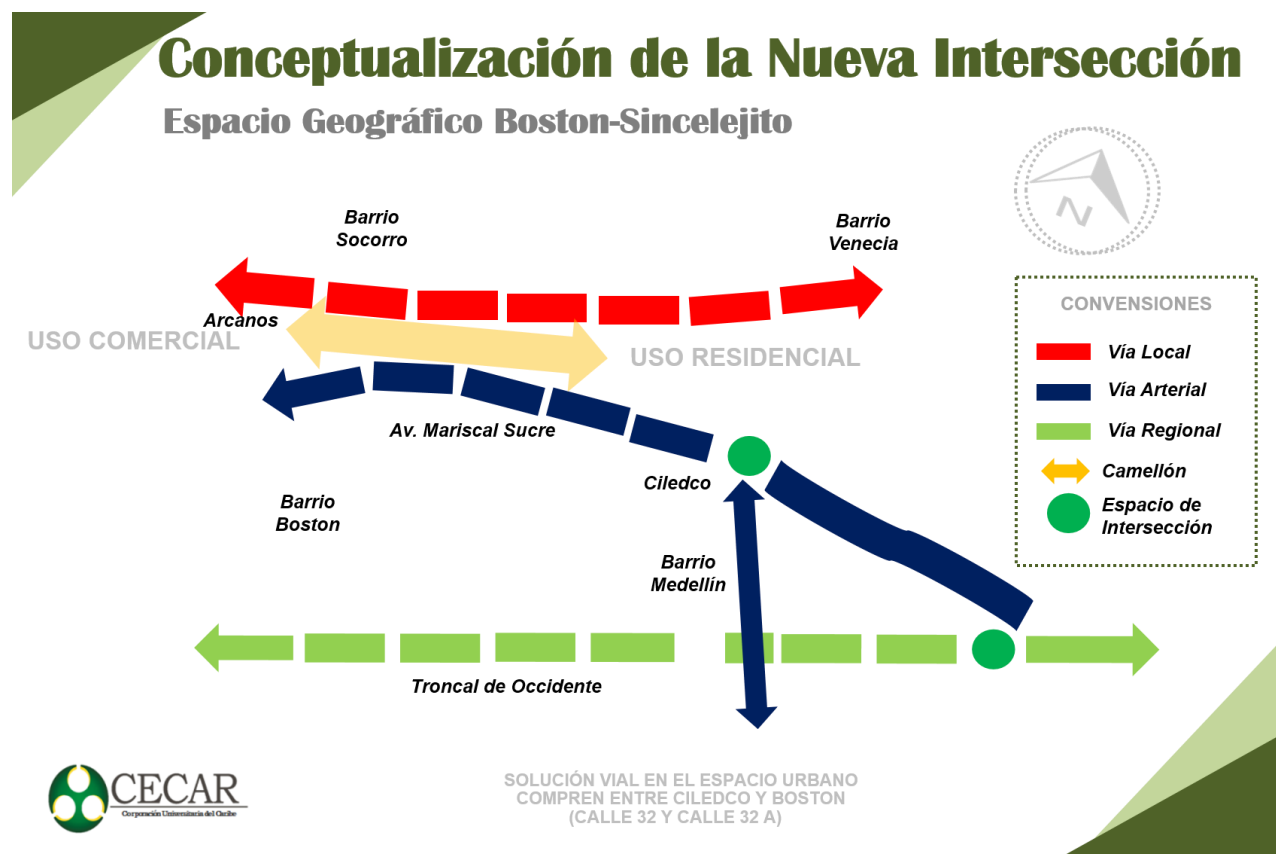 Conceptualización de la Nueva Intersección
Espacio Geográfico Boston-Sincelejito
N
Barrio
Socorro
Barrio
Venecia
Arcanos
USO COMERCIAL
USO RESIDENCIAL
Av. Mariscal Sucre
Ciledco
Barrio
Boston
Barrio
Medellín
Troncal de Occidente
CONVENSIONES
Vía Local
Vía Arterial
Vía Regional
Camellón
Espacio de
Intersección
CECAR
Corporación Universitaria del Caribe
SOLUCIÓN VIAL EN EL ESPACIO URBANO
COMPREN ENTRE CILEDCO Y BOSTON
(CALLE 32 Y CALLE 32 A)